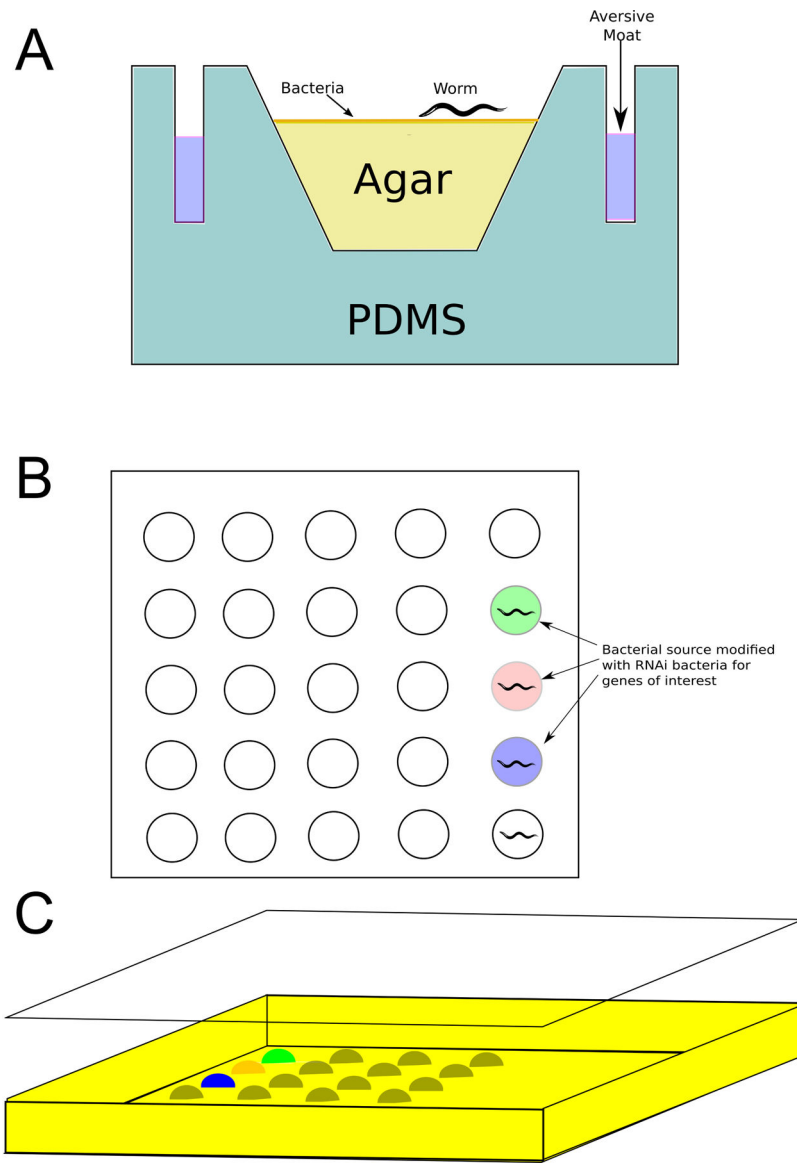 A
Aversive
Moat
Bacteria
Worm
Agar
PDMS
B
Bacterial source modified
with RNAi bacteria for
genes of interest
C